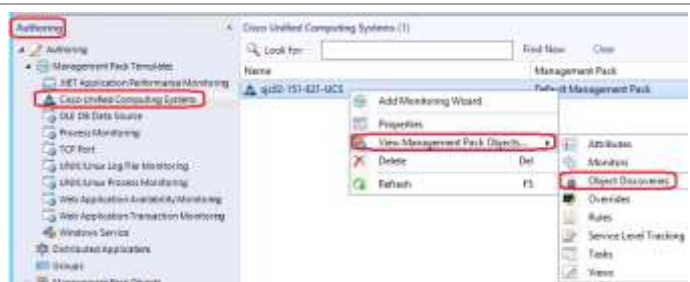 Authoring
Authoring
Management Pack Templates
.NET Application Performance Monitoring
Cisco Unified Computing Systems
OLE DB Data Source
Process Monitoring
TCP Port
UNIX/Linux Log File Monitoring
UNIX/Linux Process Monitoring
Web Application Availability Monitoring
Web Application Transaction Monitoring
Windows Service
Distributed Applications
Groups
Management Pack Objects
Cisco Unified Computing Systems (1)
Look for:
Find Now Clear
Name Management Pack
Default Management Pack
Add Monitoring Wizard
Properties
View Management Pack Objects...
Delete Del
Refresh F5
Attributes
Monitors
Object Discoveries
Overrides
Rules
Service Level Tracking
Tasks
Views